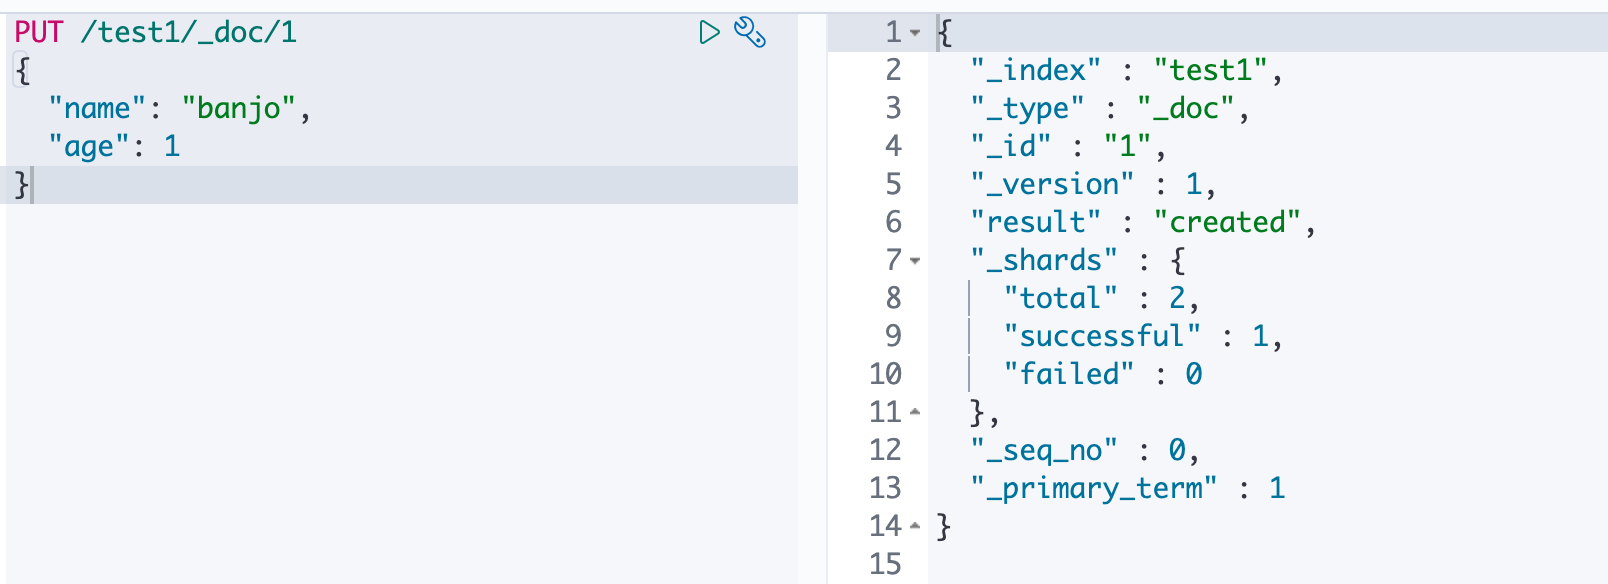 PUT /test1/_doc/1
{
  "name": "banjo",
  "age": 1
}
1 {
2   "_index" : "test1",
3   "_type" : "_doc",
4   "_id" : "1",
5   "_version" : 1,
6   "result" : "created",
7   "_shards" : {
8     "total" : 2,
9     "successful" : 1,
10     "failed" : 0
11   },
12   "_seq_no" : 0,
13   "_primary_term" : 1
14 }
15